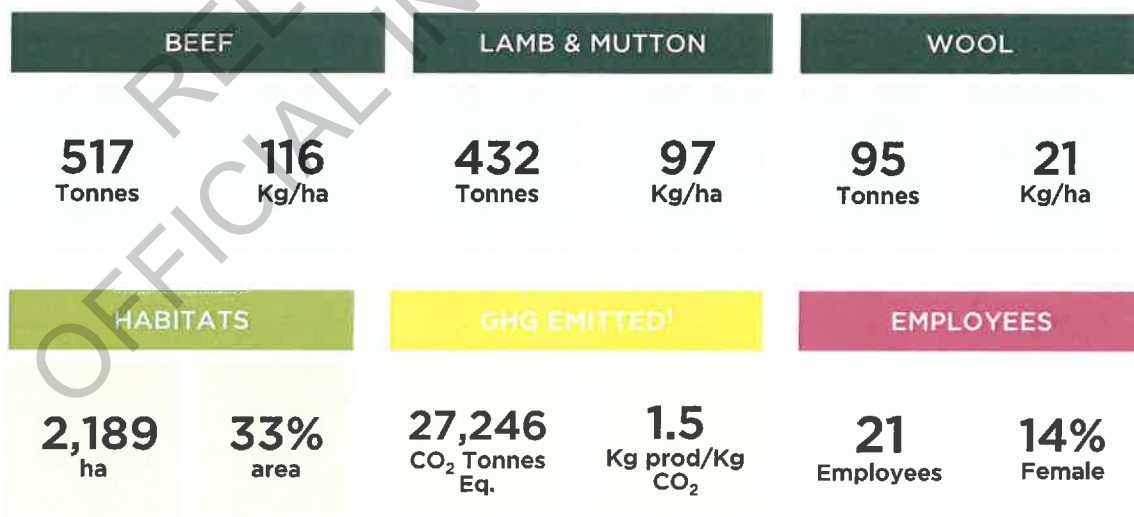 BEEF
LAMB & MUTTON
WOOL
517
Tonnes
116
Kg/ha
432
Tonnes
97
Kg/ha
95
Tonnes
21
Kg/ha
HABITATS
GHG EMITTED¹
EMPLOYEES
2,189
ha
33%
area
27,246
CO₂ Tonnes
Eq.
1.5
Kg prod/Kg
CO₂
21
Employees
14%
Female
OFFICIAL